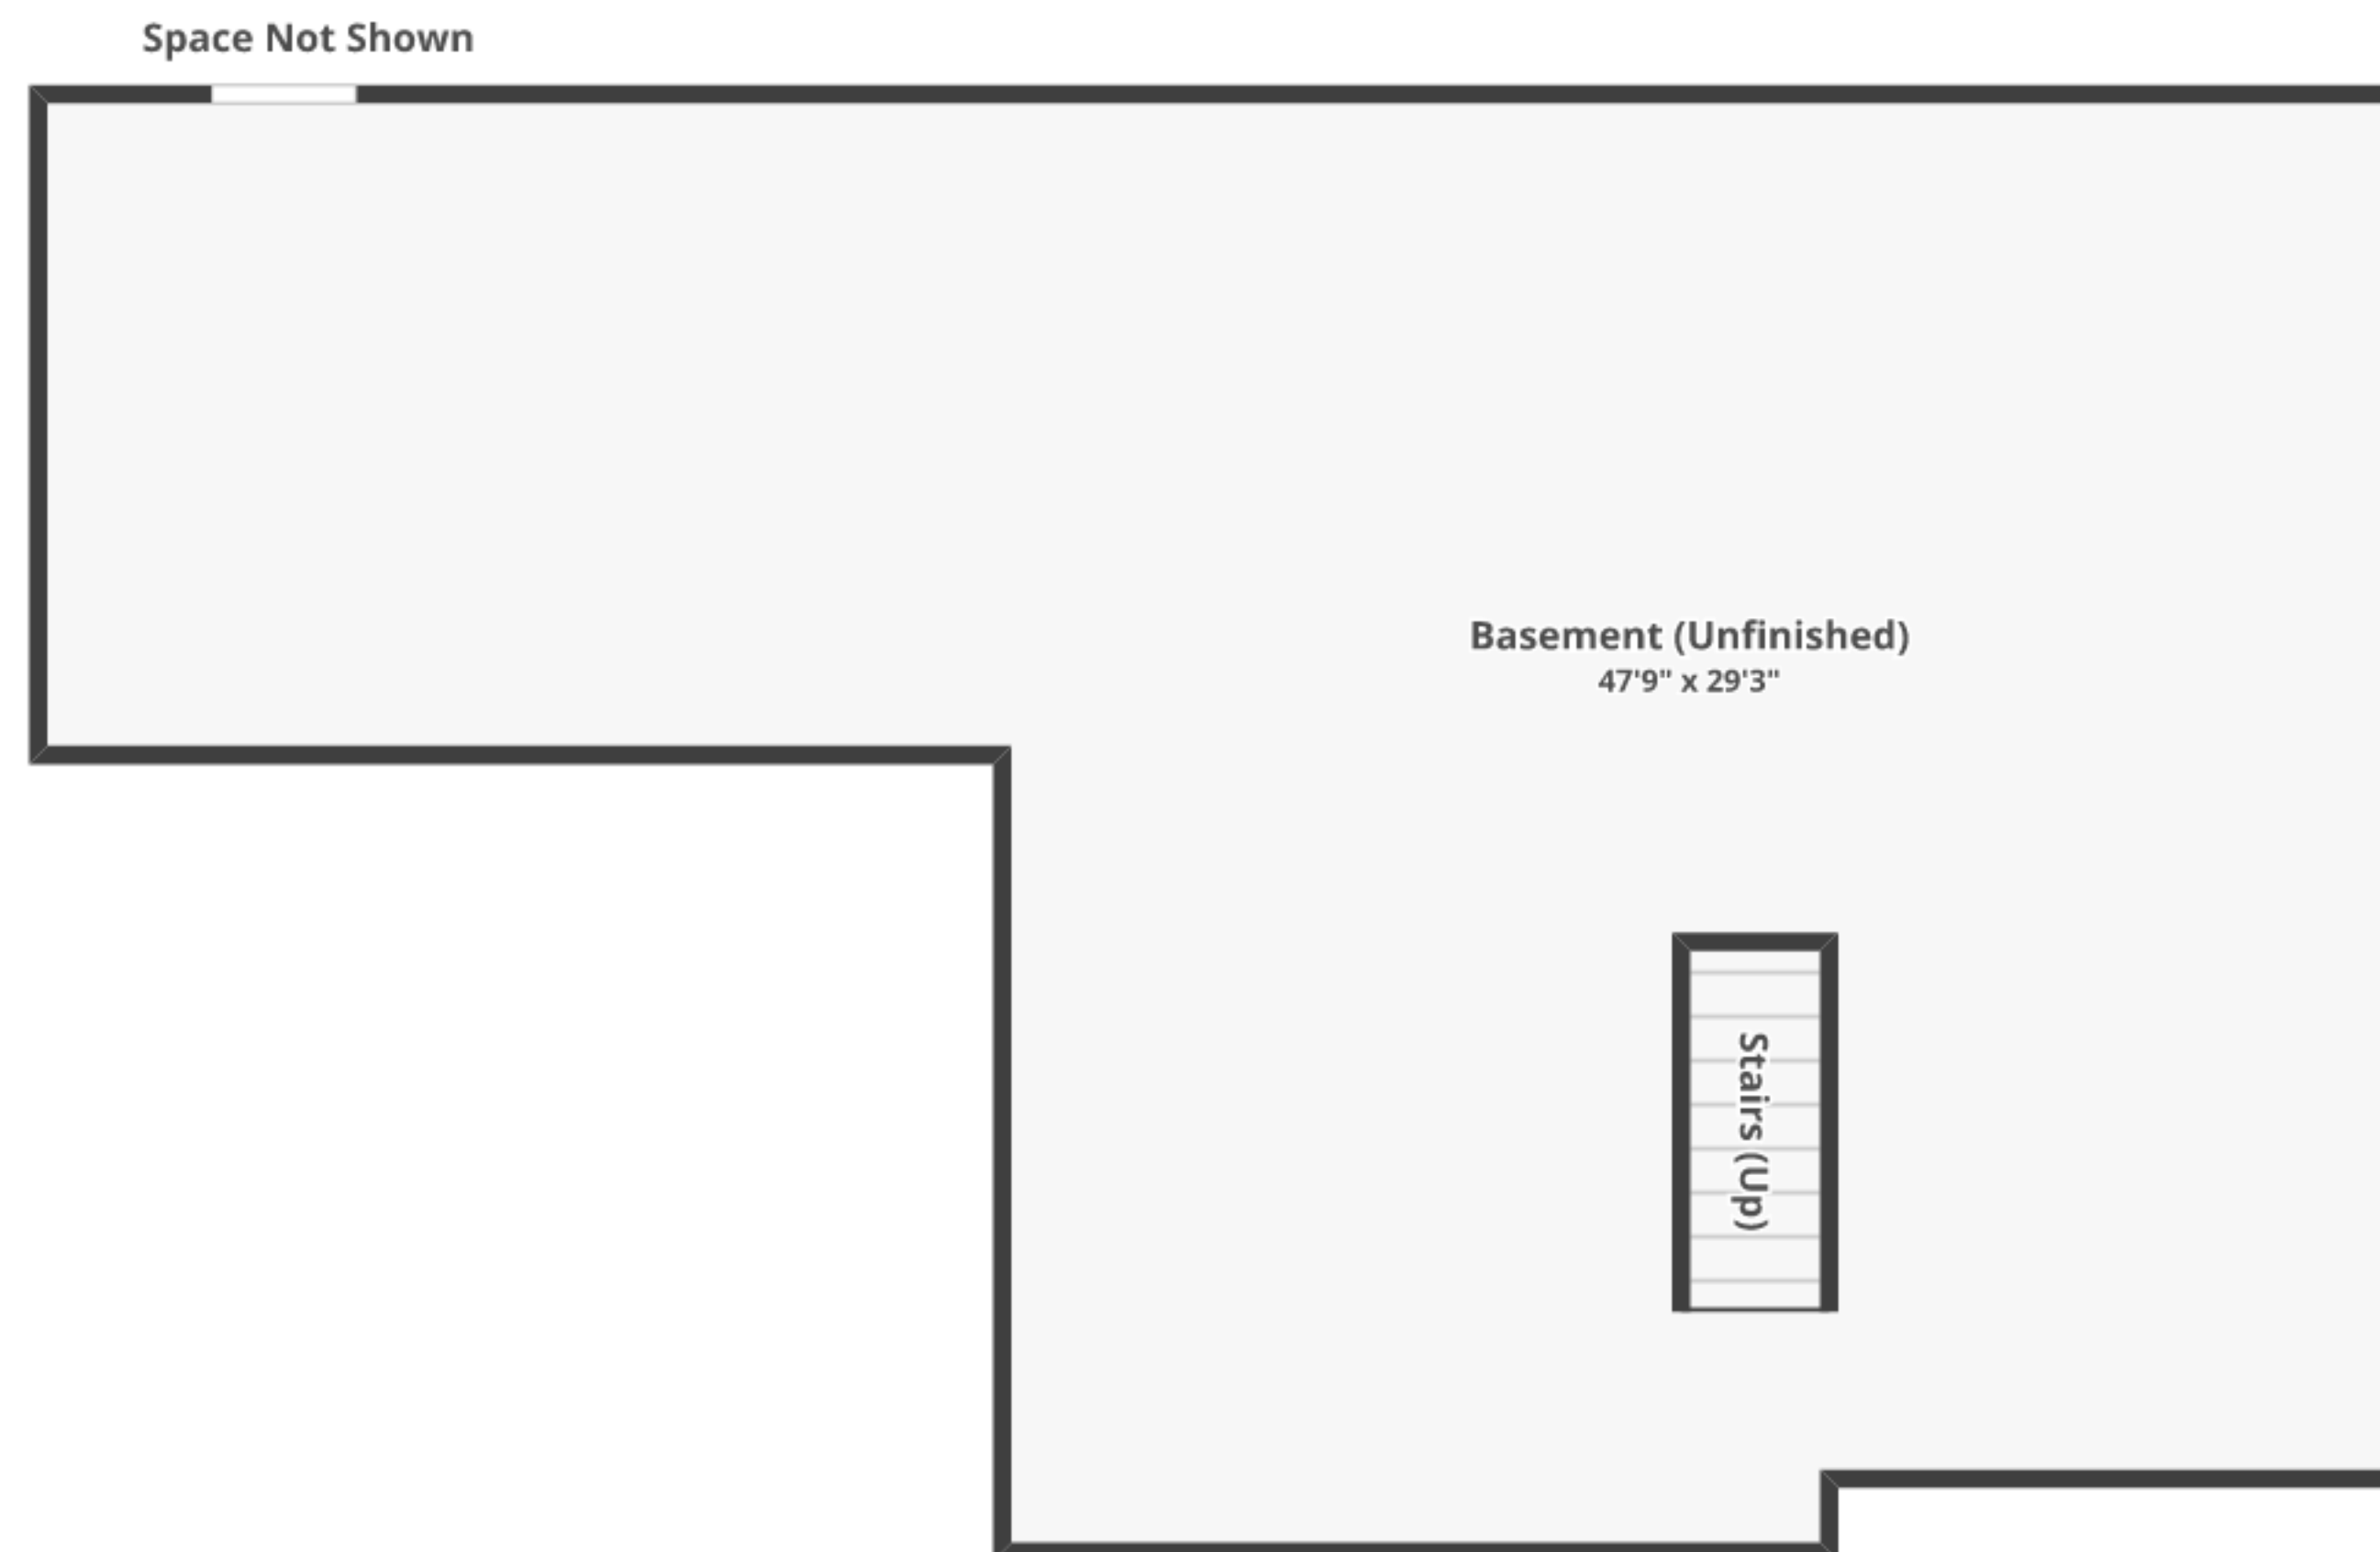 Space Not Shown
Basement (Unfinished)
47'9" x 29'3"
Stairs (Up)